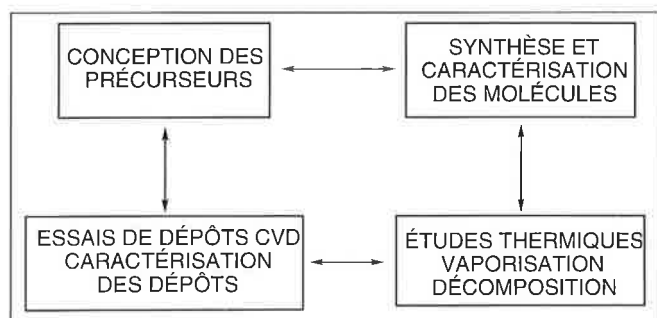 CONCEPTION DES
PRÉCURSEURS
SYNTHÈSE ET
CARACTÉRISATION
DES MOLÉCULES
ESSAIS DE DÉPÔTS CVD
CARACTÉRISATION
DES DÉPÔTS
ÉTUDES THERMIQUES
VAPORISATION
DÉCOMPOSITION